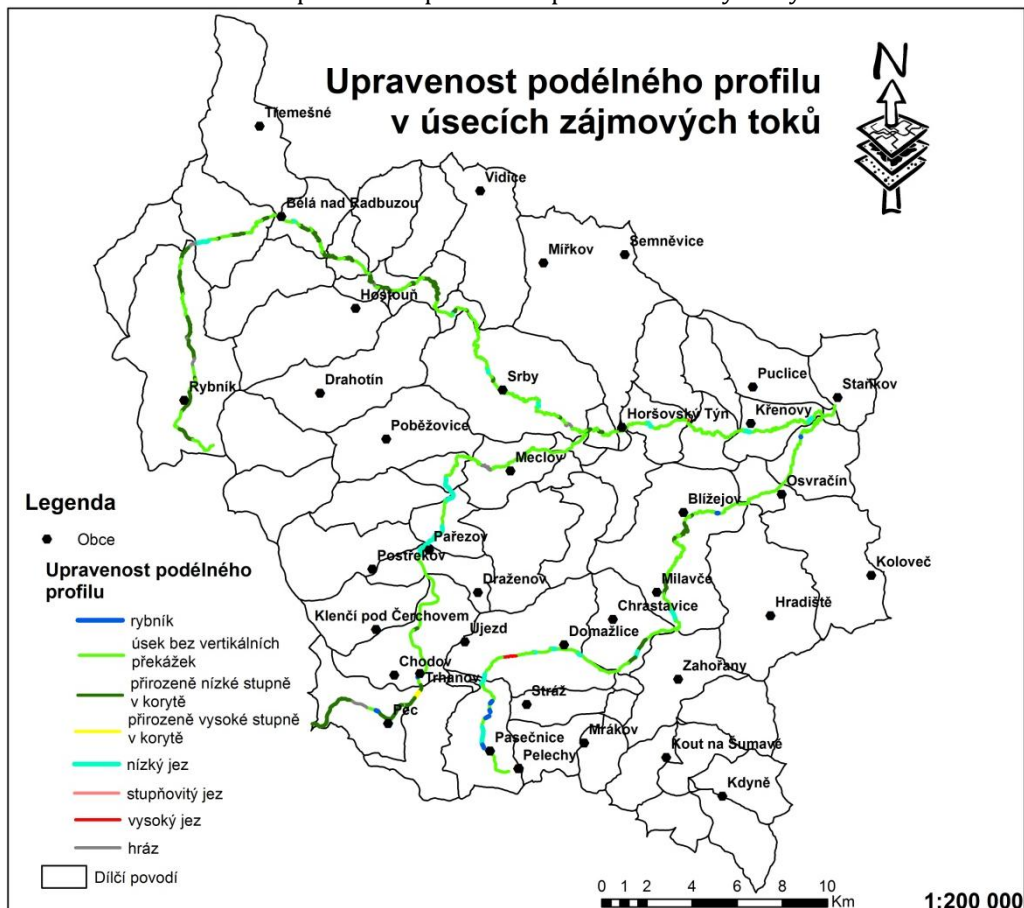 Upravenost podélného profilu
v úsecích zájmových toků
N
Třemešné
Vidice
Bělá nad Radbuzou
Mířkov
Semněvice
Hostouň
Rybník
Drahotín
Srby
Puclice
Staňkov
Poběžovice
Horšovský Týn
Křenovy
Meclov
Osvračín
Blížejov
Pařezov
Postřekov
Koloveč
Draženov
Milavče
Hradiště
Klenčí pod Čerchovem
Újezd
Chrastavice
Domažlice
Chodov
Trhanov
Zahořany
Pec
Stráž
Pasečnice
Mrákov
Pelechy
Kout na Šumavě
Kdyně
Legenda
Obce
Upravenost podélného
profilu
rybník
úsek bez vertikálních
překážek
přirozeně nízké stupně
v korytě
přirozeně vysoké stupně
v korytě
nízký jez
stupňovitý jez
vysoký jez
hráz
Dílčí povodí
0 1 2 4 6 8 10
Km
1:200 000